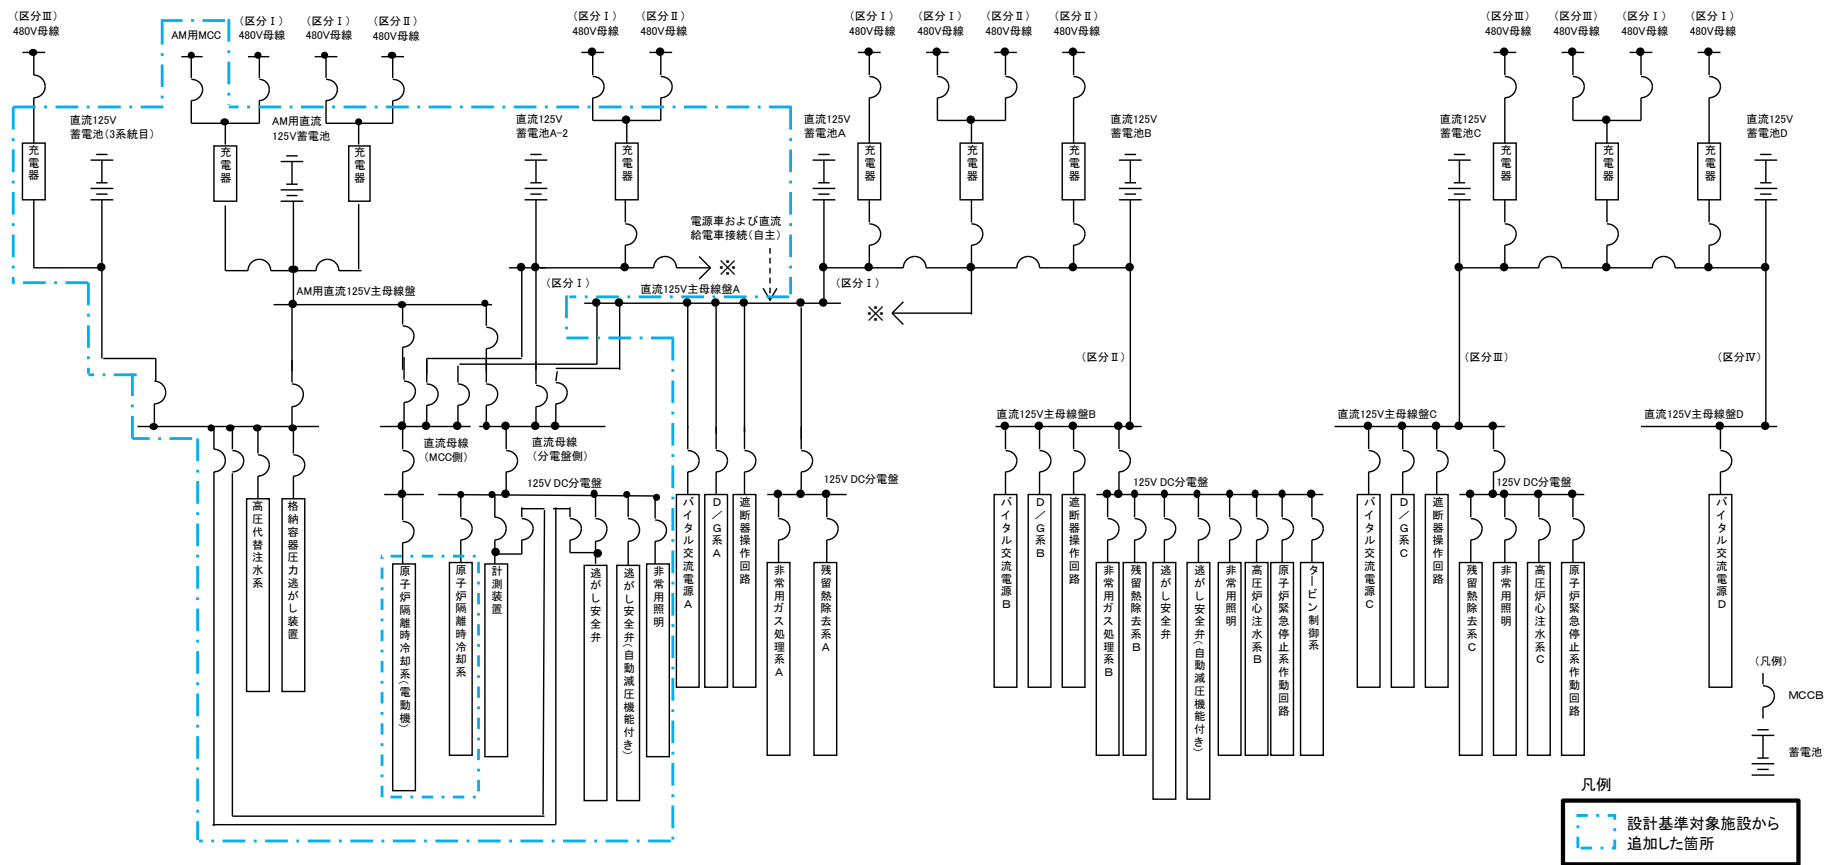 (区分Ⅲ)
480V母線
AM用MCC
(区分Ⅰ)
480V母線
(区分Ⅰ)
480V母線
(区分Ⅱ)
480V母線
(区分Ⅰ)
480V母線
(区分Ⅱ)
480V母線
(区分Ⅰ)
480V母線
(区分Ⅰ)
480V母線
(区分Ⅱ)
480V母線
(区分Ⅱ)
480V母線
(区分Ⅲ)
480V母線
(区分Ⅲ)
480V母線
(区分Ⅰ)
480V母線
(区分Ⅰ)
480V母線
充電器
直流125V
蓄電池(3系統目)
充電器
AM用直流
125V蓄電池
充電器
直流125V
蓄電池A-2
充電器
直流125V
蓄電池A
充電器
充電器
充電器
直流125V
蓄電池B
直流125V
蓄電池C
充電器
充電器
充電器
直流125V
蓄電池D
電源車および直流
給電車接続(自主)
※
(区分Ⅰ)
直流125V主母線盤A
(区分Ⅰ)
※
AM用直流125V主母線盤
(区分Ⅱ)
(区分Ⅲ)
(区分Ⅳ)
直流125V主母線盤B
直流125V主母線盤C
直流125V主母線盤D
直流母線
(MCC側)
直流母線
(分電盤側)
125V DC分電盤
125V DC分電盤
125V DC分電盤
125V DC分電盤
高圧代替注水系
格納容器圧力逃がし装置
原子炉隔離時冷却系(電動機)
原子炉隔離時冷却系
計測装置
逃がし安全弁
逃がし安全弁(自動減圧機能付き)
非常用照明
バイタル交流電源A
D/G系A
遮断器操作回路
非常用ガス処理系A
残留熱除去系A
バイタル交流電源B
D/G系B
遮断器操作回路
非常用ガス処理系B
残留熱除去系B
逃がし安全弁
逃がし安全弁(自動減圧機能付き)
非常用照明
高圧炉心注水系B
原子炉緊急停止系作動回路
タービン制御系
バイタル交流電源C
D/G系C
遮断器操作回路
残留熱除去系C
非常用照明
高圧炉心注水系C
原子炉緊急停止系作動回路
バイタル交流電源D
(凡例)
MCCB
蓄電池
凡例
設計基準対象施設から
追加した箇所